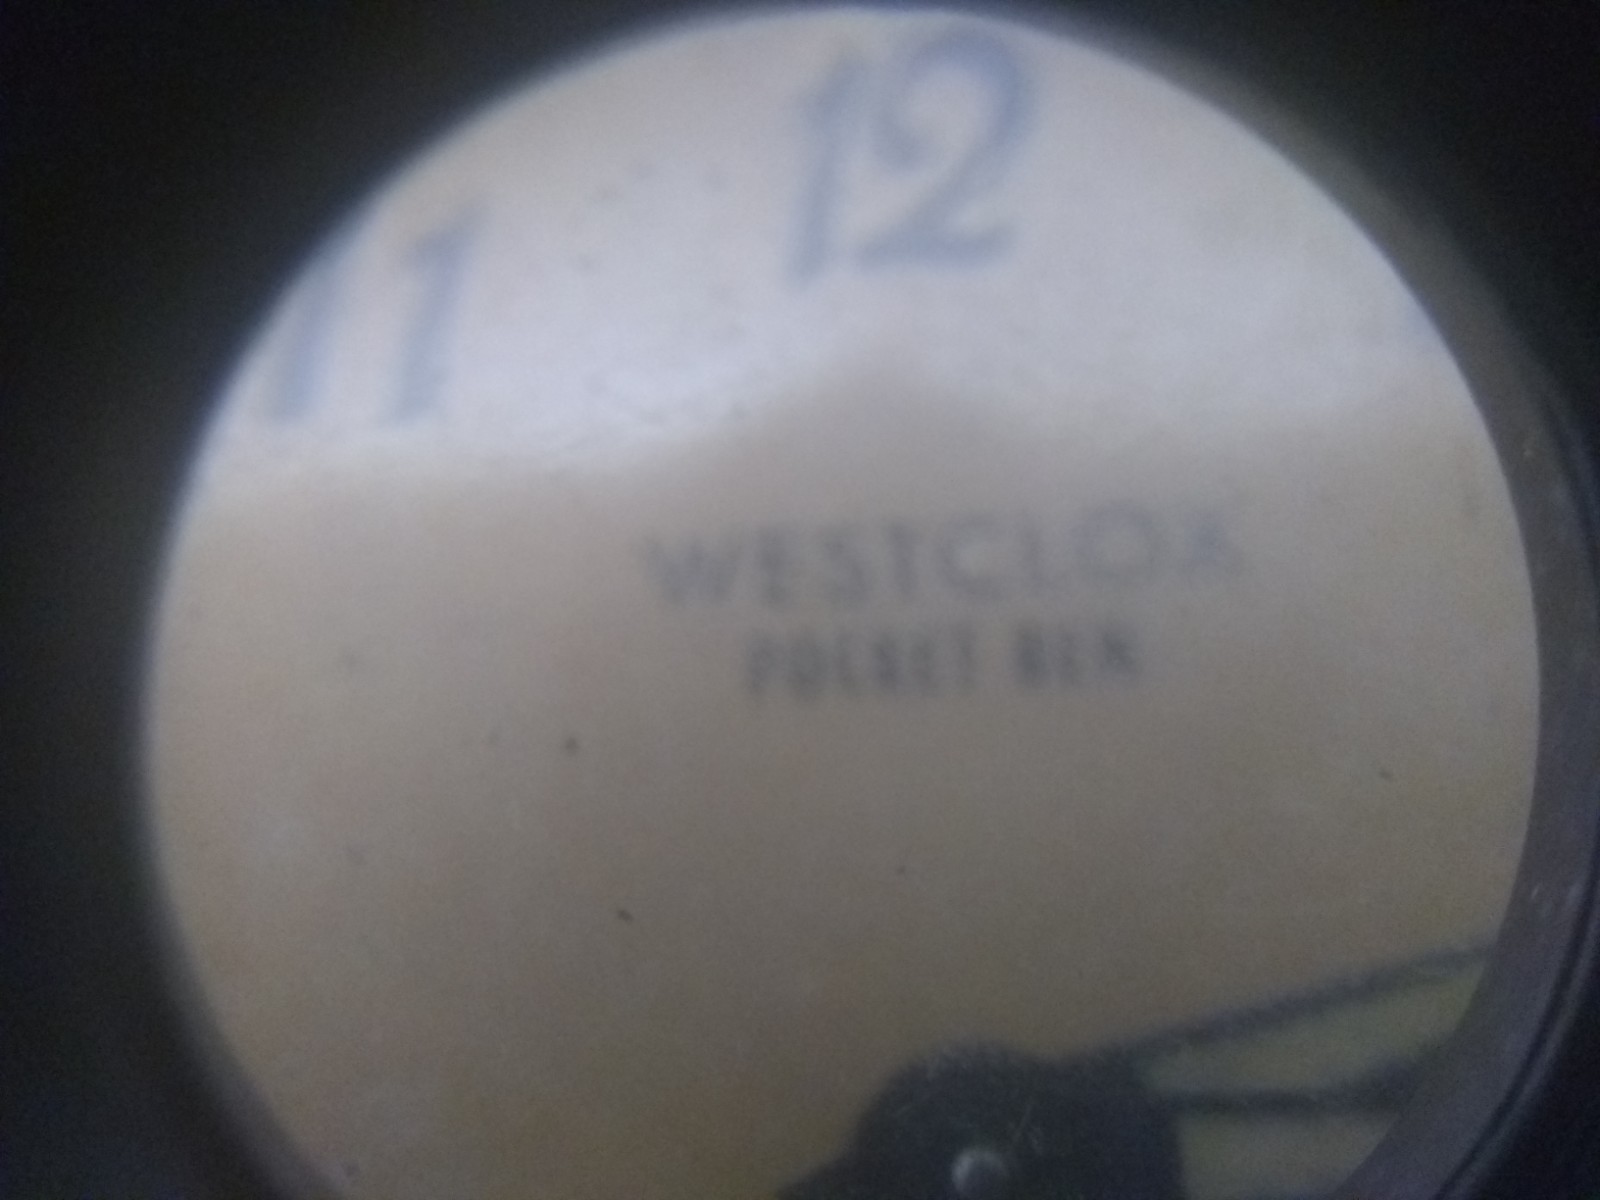 12
11
WESTCLOX
POCKET BEN